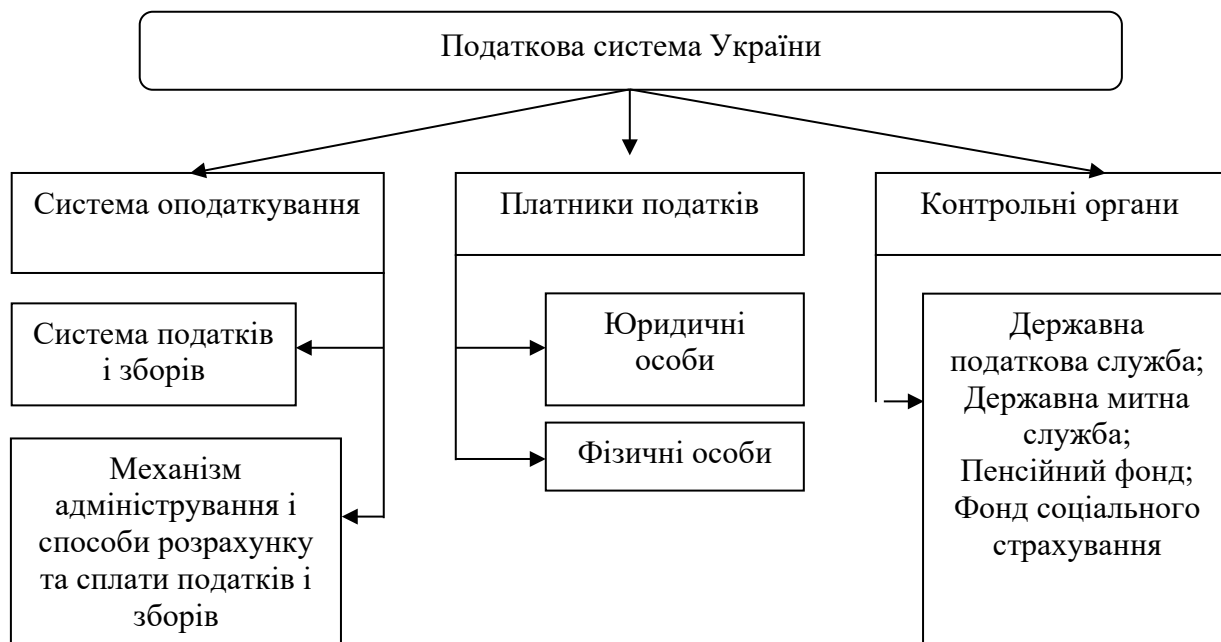 Податкова система України
Система оподаткування
Система податків
і зборів
Механізм
адміністрування і
способи розрахунку
та сплати податків і
зборів
Платники податків
Юридичні
особи
Фізичні особи
Контрольні органи
Державна
податкова служба;
Державна митна
служба;
Пенсійний фонд;
Фонд соціального
страхування